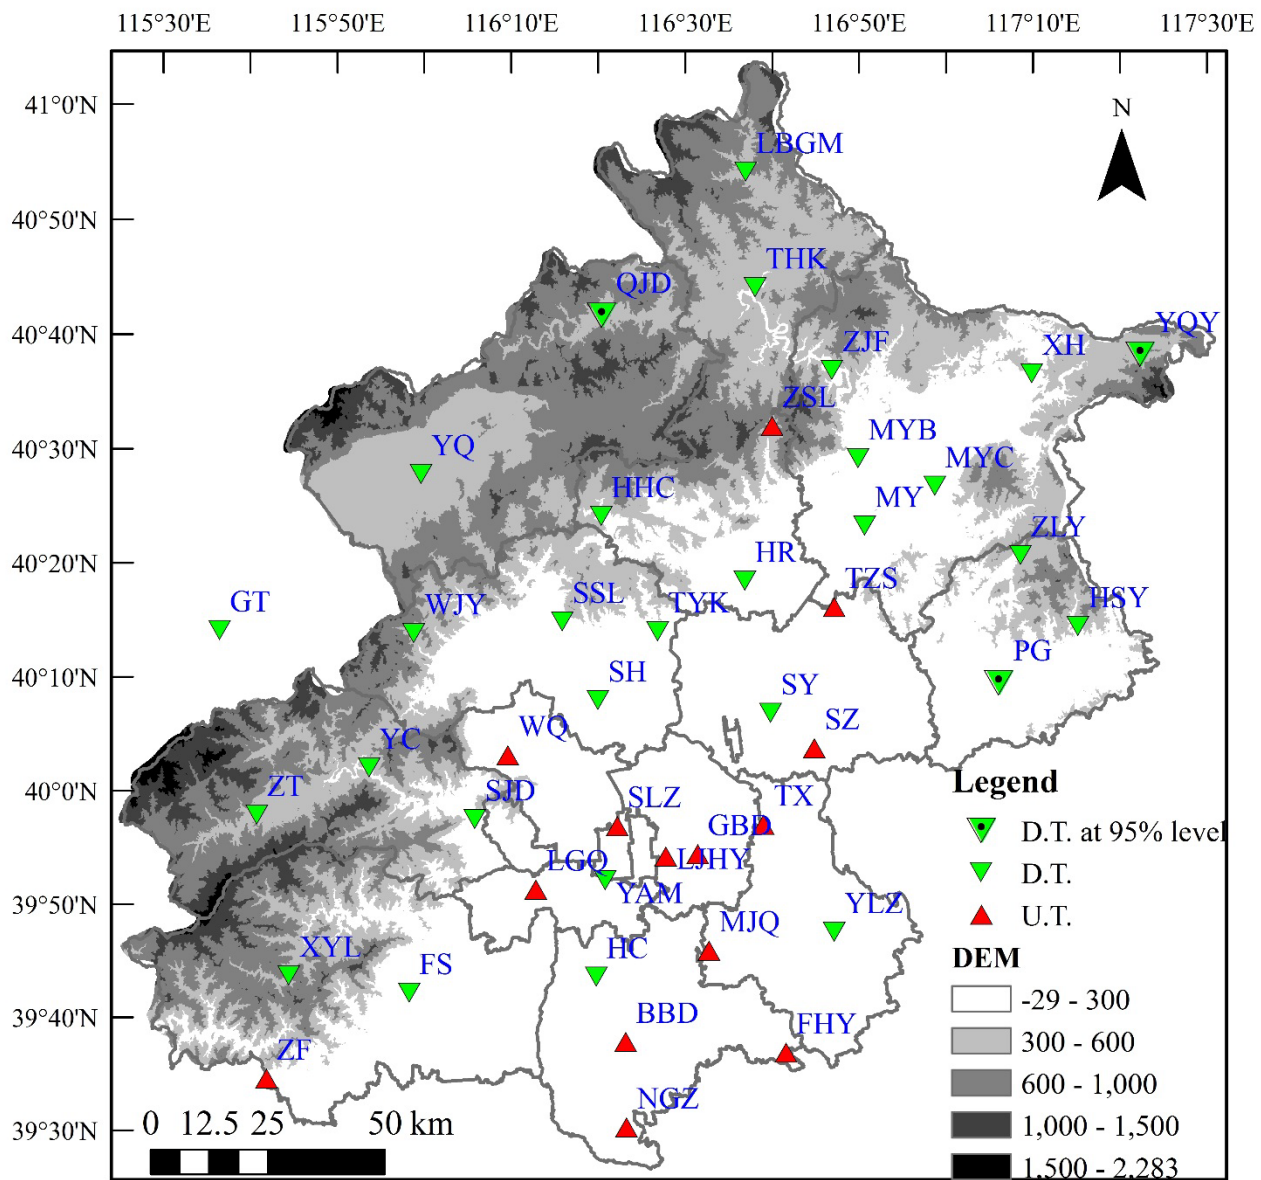 115°30'E 115°50'E 116°10'E 116°30'E 116°50'E 117°10'E 117°30'E
41°0'N
N
LBGM
40°50'N
THK
QJD
40°40'N
YQY
ZJF
XH
ZSL
40°30'N
YQ
MYB
MYC
HHC
MY
ZLY
40°20'N
HR
TZS
GT
WJY
SSL
TYK
HSY
PG
40°10'N
SH
SY
SZ
WQ
YC
40°0'N
ZT
SJD
SLZ
TX
Legend
GBD
D.T. at 95% level
LGQ
LJHY
D.T.
39°50'N
YAM
YLZ
U.T.
XYL
FS
HC
MJQ
DEM
-29 - 300
39°40'N
BBD
FHY
300 - 600
ZF
600 - 1,000
NGZ
39°30'N
0 12.5 25 50 km
1,000 - 1,500
1,500 - 2,283